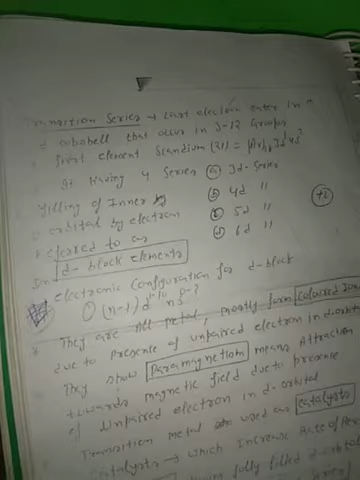 Transition Series → Last electron enter in a
d subshell that occur in 3-12 Groups
first element Scandium (21) = [Ar]18 3d¹4s²
It Having 4 Series (a) 3d-Series
filling of Inner (b) 4d "
orbital by electron (c) 5d "
referred to as (d) 6d "
+2
d-block elements
electronic configuration for d-block
(n-1)d¹⁻¹⁰ ns⁰⁻²
* They are All metal, mostly form Coloured Ions
due to presence of unpaired electron in d-orbital
They show Paramagnetism means Attraction
towards magnetic field due to presence
of unpaired electron in d-orbital
Transition metal used as Catalysts
Catalysts → which Increase Rate of
fully filled d-orbital